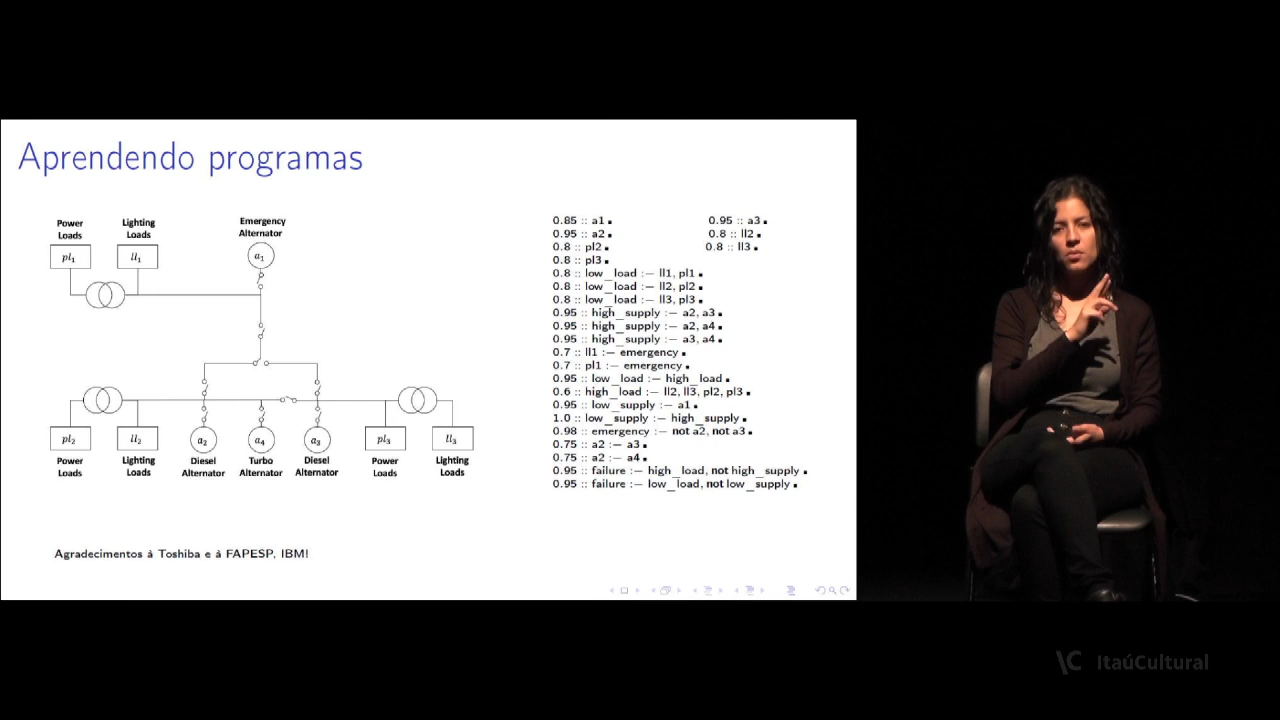 Aprendendo programas
Power
Loads
Lighting
Loads
Emergency
Alternator
pl1
ll1
a1
pl2
ll2
a2
a4
a3
pl3
ll3
Power
Loads
Lighting
Loads
Diesel
Alternator
Turbo
Alternator
Diesel
Alternator
Power
Loads
Lighting
Loads
0.85 :: a1. 0.95 :: a3.
0.95 :: a2. 0.8 :: ll2.
0.8 :: pl2. 0.8 :: ll3.
0.8 :: pl3.
0.8 :: low_load :– ll1, pl1.
0.8 :: low_load :– ll2, pl2.
0.8 :: low_load :– ll3, pl3.
0.95 :: high_supply :– a2, a3.
0.95 :: high_supply :– a2, a4.
0.95 :: high_supply :– a3, a4.
0.7 :: ll1 :– emergency.
0.7 :: pl1 :– emergency.
0.95 :: low_load :– high_load.
0.6 :: high_load :– ll2, ll3, pl2, pl3.
0.95 :: low_supply :– a1.
1.0 :: low_supply :– high_supply.
0.98 :: emergency :– not a2, not a3.
0.75 :: a2 :– a3.
0.75 :: a2 :– a4.
0.95 :: failure :– high_load, not high_supply.
0.95 :: failure :– low_load, not low_supply.
Agradecimentos à Toshiba e à FAPESP, IBM!
ItaúCultural